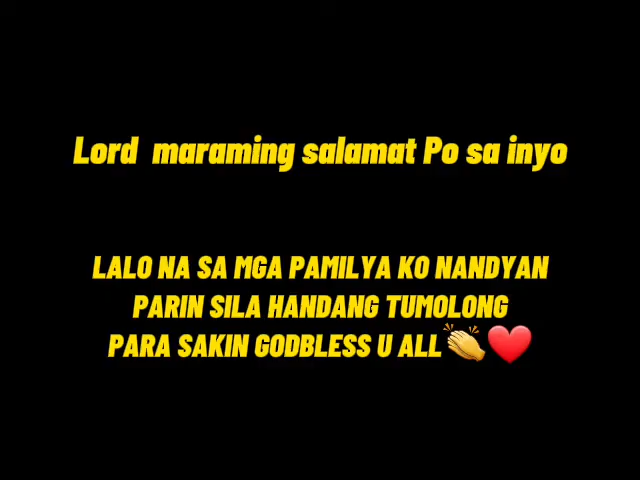 Lord maraming salamat Po sa inyo
LALO NA SA MGA PAMILYA KO NANDYAN
PARIN SILA HANDANG TUMOLONG
PARA SAKIN GODBLESS U ALL👏❤️